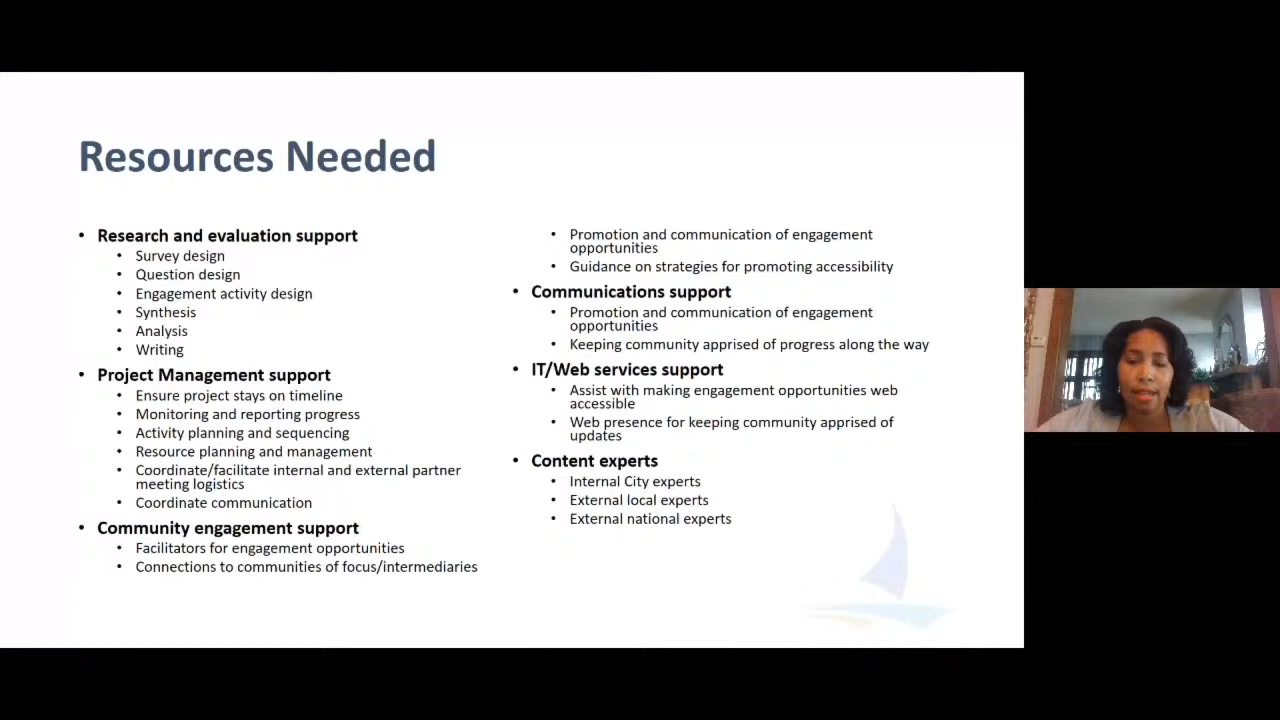 Resources Needed
• Research and evaluation support
• Survey design
• Question design
• Engagement activity design
• Synthesis
• Analysis
• Writing
• Project Management support
• Ensure project stays on timeline
• Monitoring and reporting progress
• Activity planning and sequencing
• Resource planning and management
• Coordinate/facilitate internal and external partner
meeting logistics
• Coordinate communication
• Community engagement support
• Facilitators for engagement opportunities
• Connections to communities of focus/intermediaries
• Promotion and communication of engagement
opportunities
• Guidance on strategies for promoting accessibility
• Communications support
• Promotion and communication of engagement
opportunities
• Keeping community apprised of progress along the way
• IT/Web services support
• Assist with making engagement opportunities web
accessible
• Web presence for keeping community apprised of
updates
• Content experts
• Internal City experts
• External local experts
• External national experts